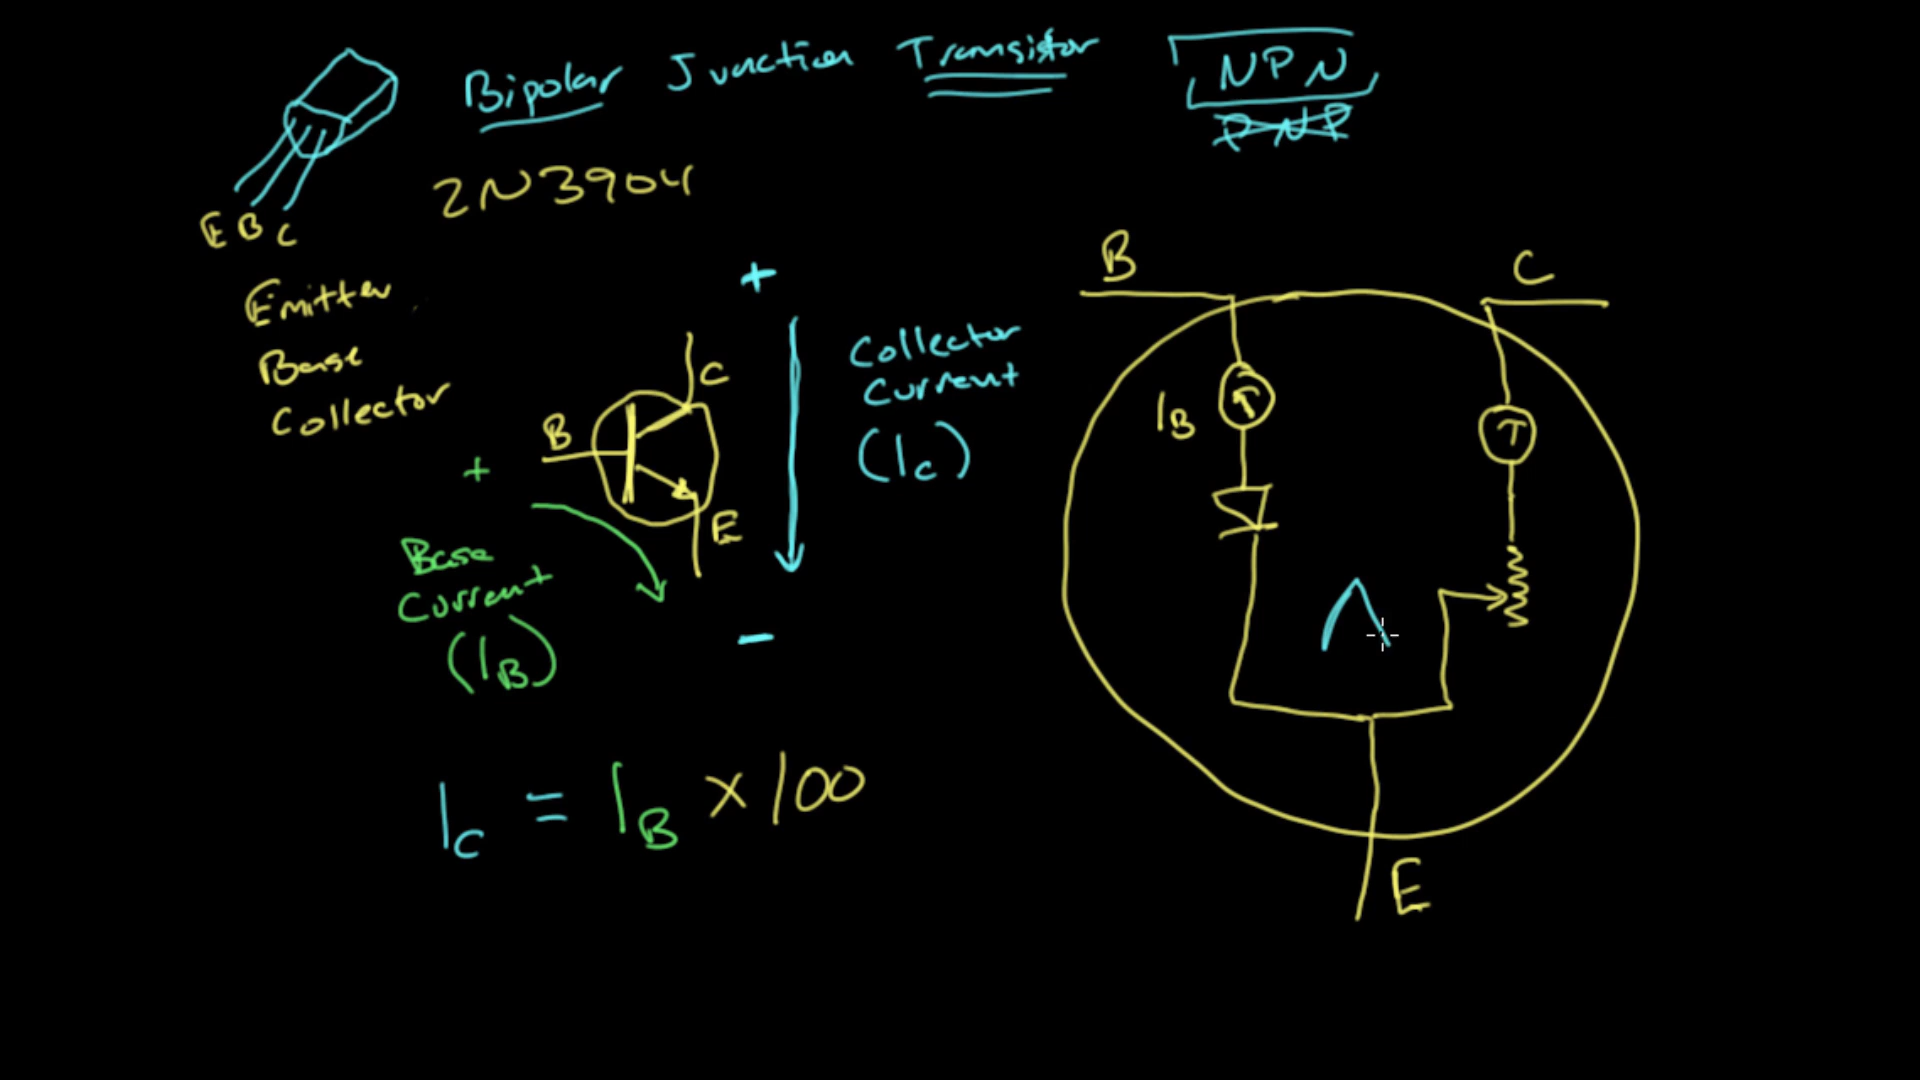 Bipolar Junction Transistor
NPN
PNP
2N3904
E B C
Emitter
Base
Collector
+
C
B
E
Collector
Current
(IC)
+
Base
Current
(IB)
-
IC = IB × 100
B
C
IB
E